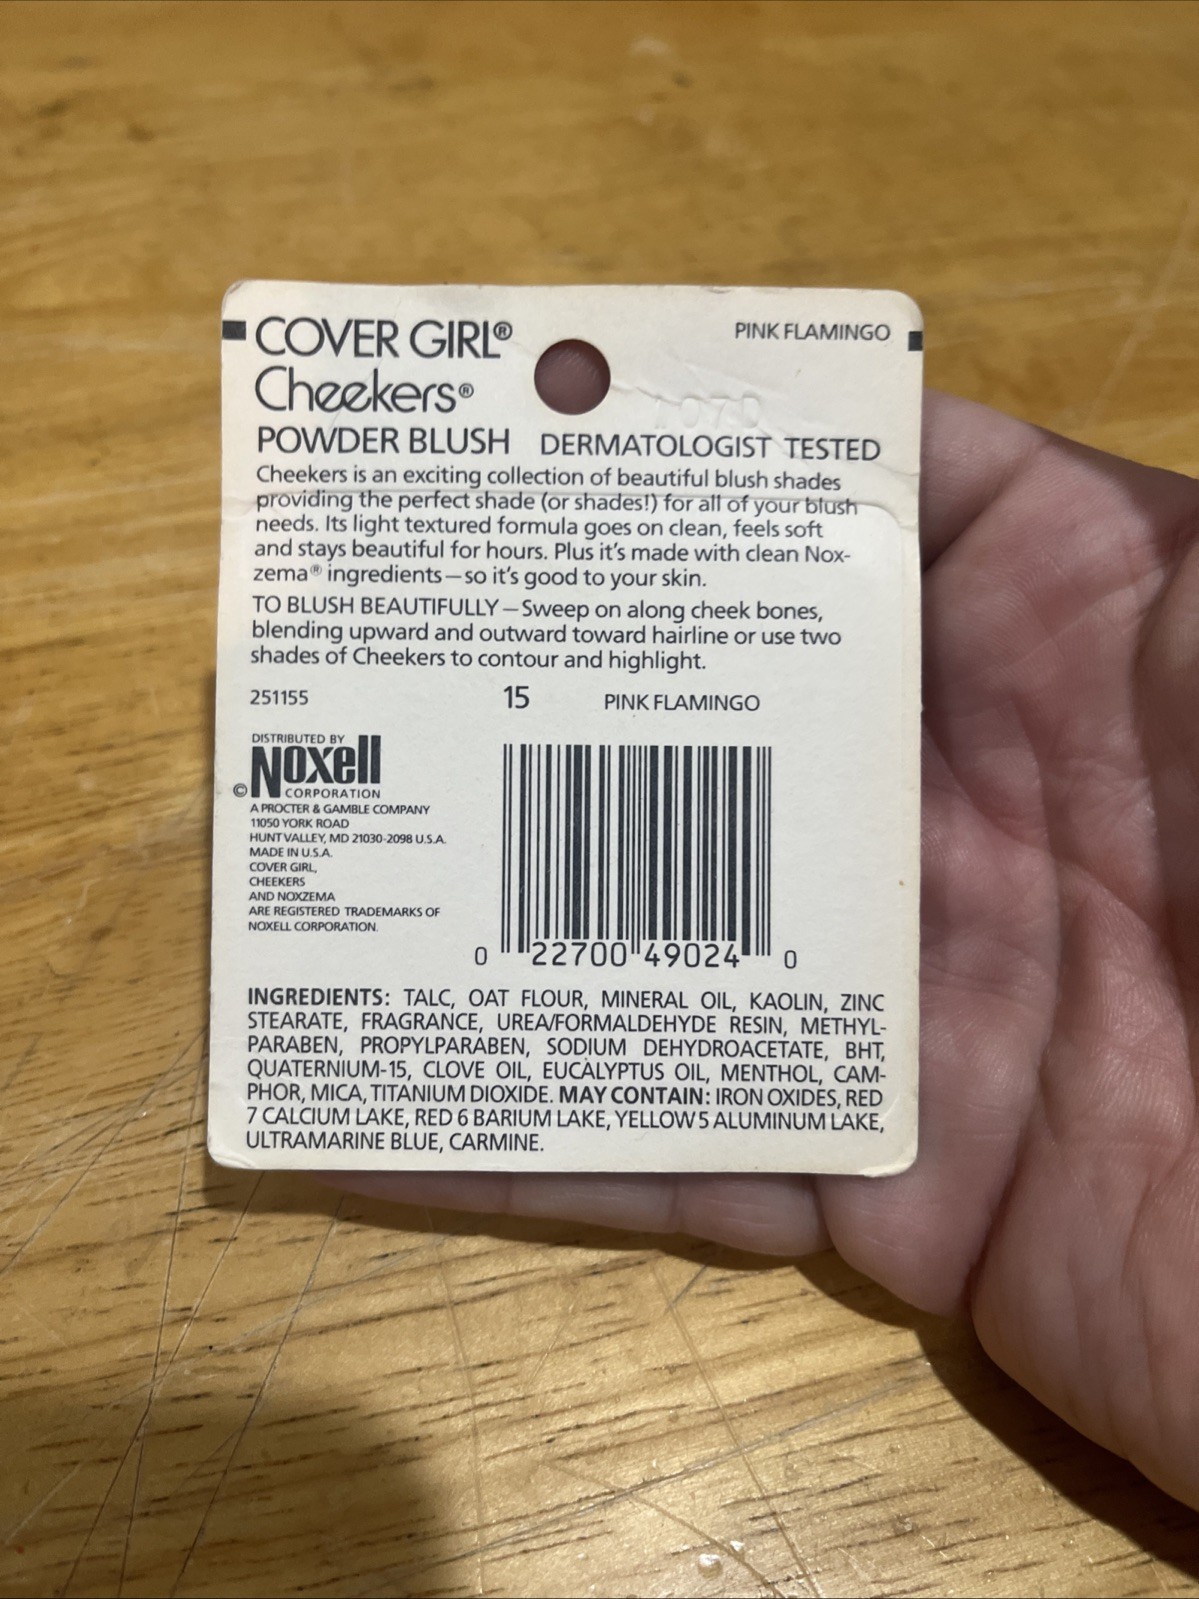 COVER GIRL®
PINK FLAMINGO
Cheekers®
POWDER BLUSH DERMATOLOGIST TESTED
Cheekers is an exciting collection of beautiful blush shades
providing the perfect shade (or shades!) for all of your blush
needs. Its light textured formula goes on clean, feels soft
and stays beautiful for hours. Plus it's made with clean Nox-
zema® ingredients—so it's good to your skin.
TO BLUSH BEAUTIFULLY—Sweep on along cheek bones,
blending upward and outward toward hairline or use two
shades of Cheekers to contour and highlight.
251155 15 PINK FLAMINGO
DISTRIBUTED BY
Noxell
© CORPORATION
A PROCTER & GAMBLE COMPANY
11050 YORK ROAD
HUNT VALLEY, MD 21030-2098 U.S.A.
MADE IN U.S.A.
COVER GIRL,
CHEEKERS
AND NOXZEMA
ARE REGISTERED TRADEMARKS OF
NOXELL CORPORATION.
0 22700 49024 0
INGREDIENTS: TALC, OAT FLOUR, MINERAL OIL, KAOLIN, ZINC
STEARATE, FRAGRANCE, UREA/FORMALDEHYDE RESIN, METHYL-
PARABEN, PROPYLPARABEN, SODIUM DEHYDROACETATE, BHT,
QUATERNIUM-15, CLOVE OIL, EUCALYPTUS OIL, MENTHOL, CAM-
PHOR, MICA, TITANIUM DIOXIDE. MAY CONTAIN: IRON OXIDES, RED
7 CALCIUM LAKE, RED 6 BARIUM LAKE, YELLOW 5 ALUMINUM LAKE,
ULTRAMARINE BLUE, CARMINE.